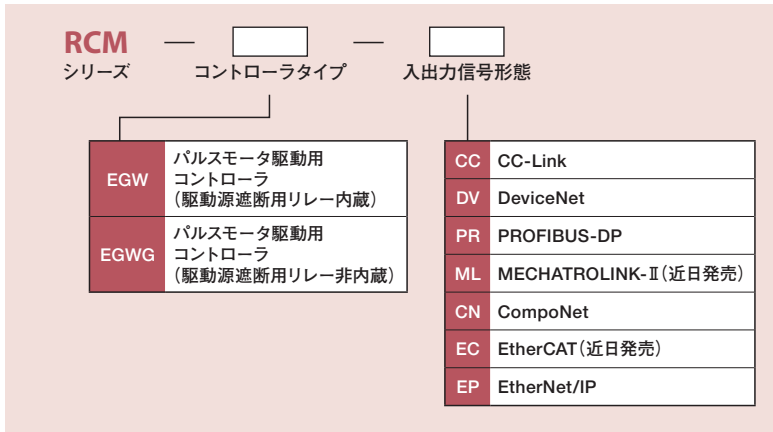 RCM — —
シリーズ コントローラタイプ 入出力信号形態
EGW パルスモータ駆動用
コントローラ
(駆動源遮断用リレー内蔵)
EGWG パルスモータ駆動用
コントローラ
(駆動源遮断用リレー非内蔵)
CC CC-Link
DV DeviceNet
PR PROFIBUS-DP
ML MECHATROLINK-Ⅱ(近日発売)
CN CompoNet
EC EtherCAT(近日発売)
EP EtherNet/IP